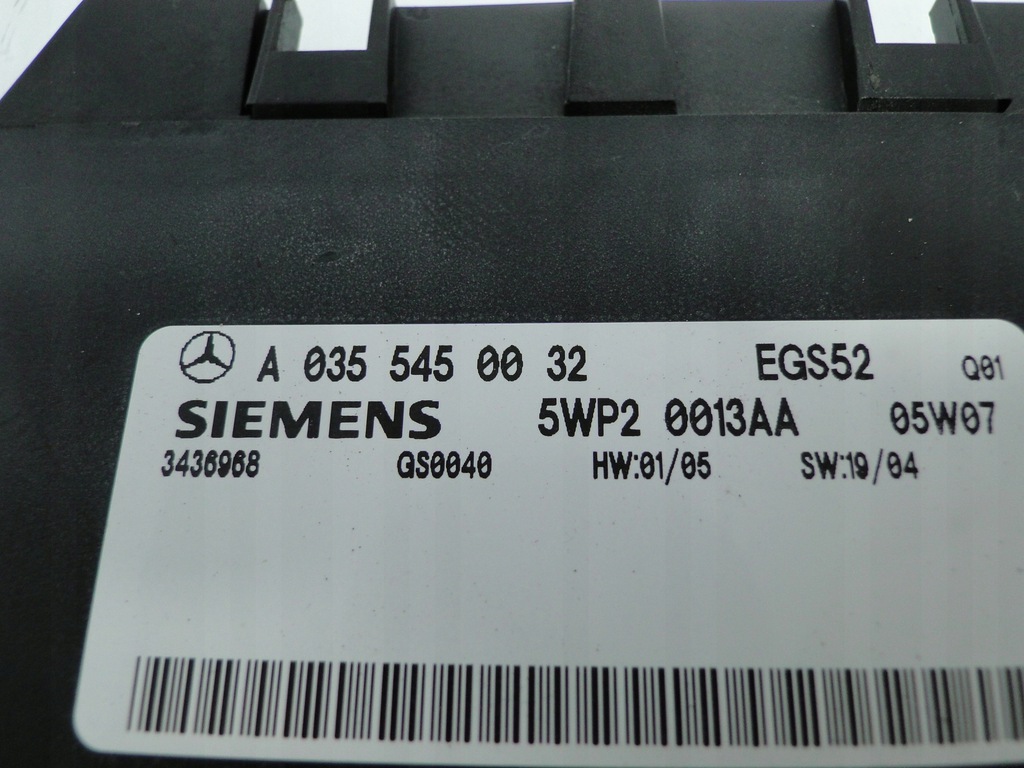 A 035 545 00 32 EGS52 Q01
SIEMENS 5WP2 0013AA 05W07
3436968 GS0040 HW:01/05 SW:19/04